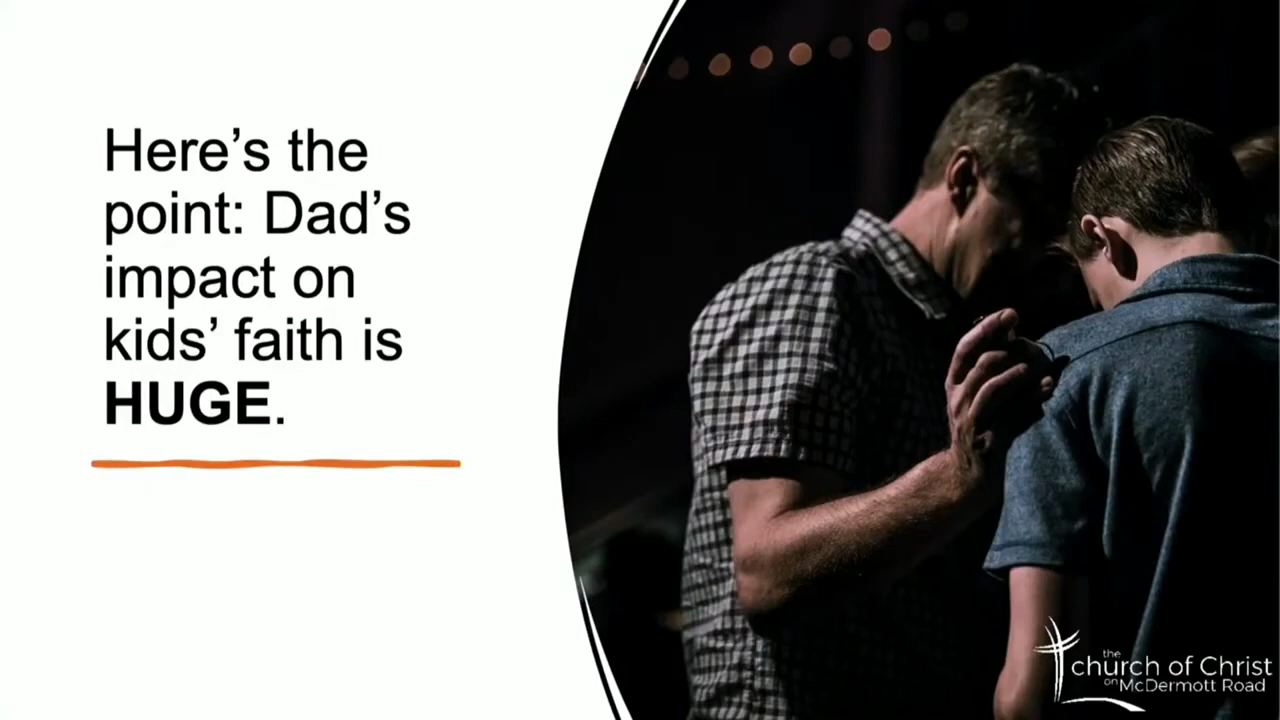 Here’s the
point: Dad’s
impact on
kids’ faith is
HUGE.
the
church of Christ
on McDermott Road